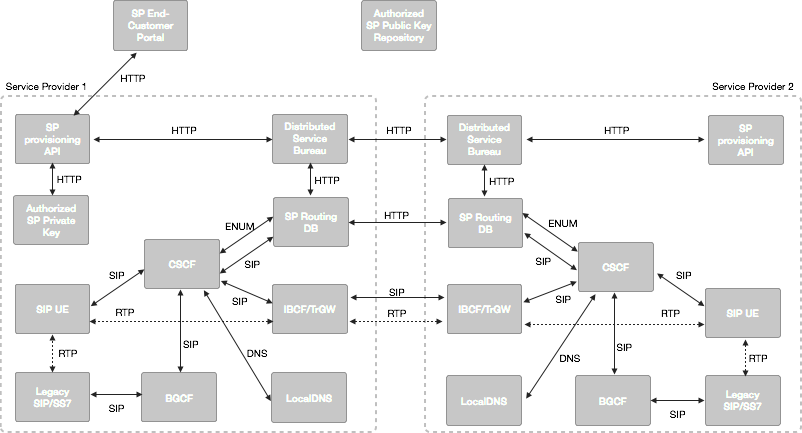 SP End-
Customer
Portal
Authorized
SP Public Key
Repository
HTTP
Service Provider 1
Service Provider 2
SP
provisioning
API
HTTP
Distributed
Service
Bureau
HTTP
Distributed
Service
Bureau
HTTP
SP
provisioning
API
HTTP
HTTP
HTTP
Authorized
SP Private
Key
ENUM
SP Routing
DB
HTTP
SP Routing
DB
ENUM
CSCF
SIP
SIP
CSCF
SIP
SIP
SIP
SIP
SIP
SIP UE
RTP
IBCF/TrGW
RTP
IBCF/TrGW
RTP
SIP UE
RTP
SIP
DNS
DNS
SIP
RTP
Legacy
SIP/SS7
SIP
BGCF
LocalDNS
LocalDNS
BGCF
SIP
Legacy
SIP/SS7